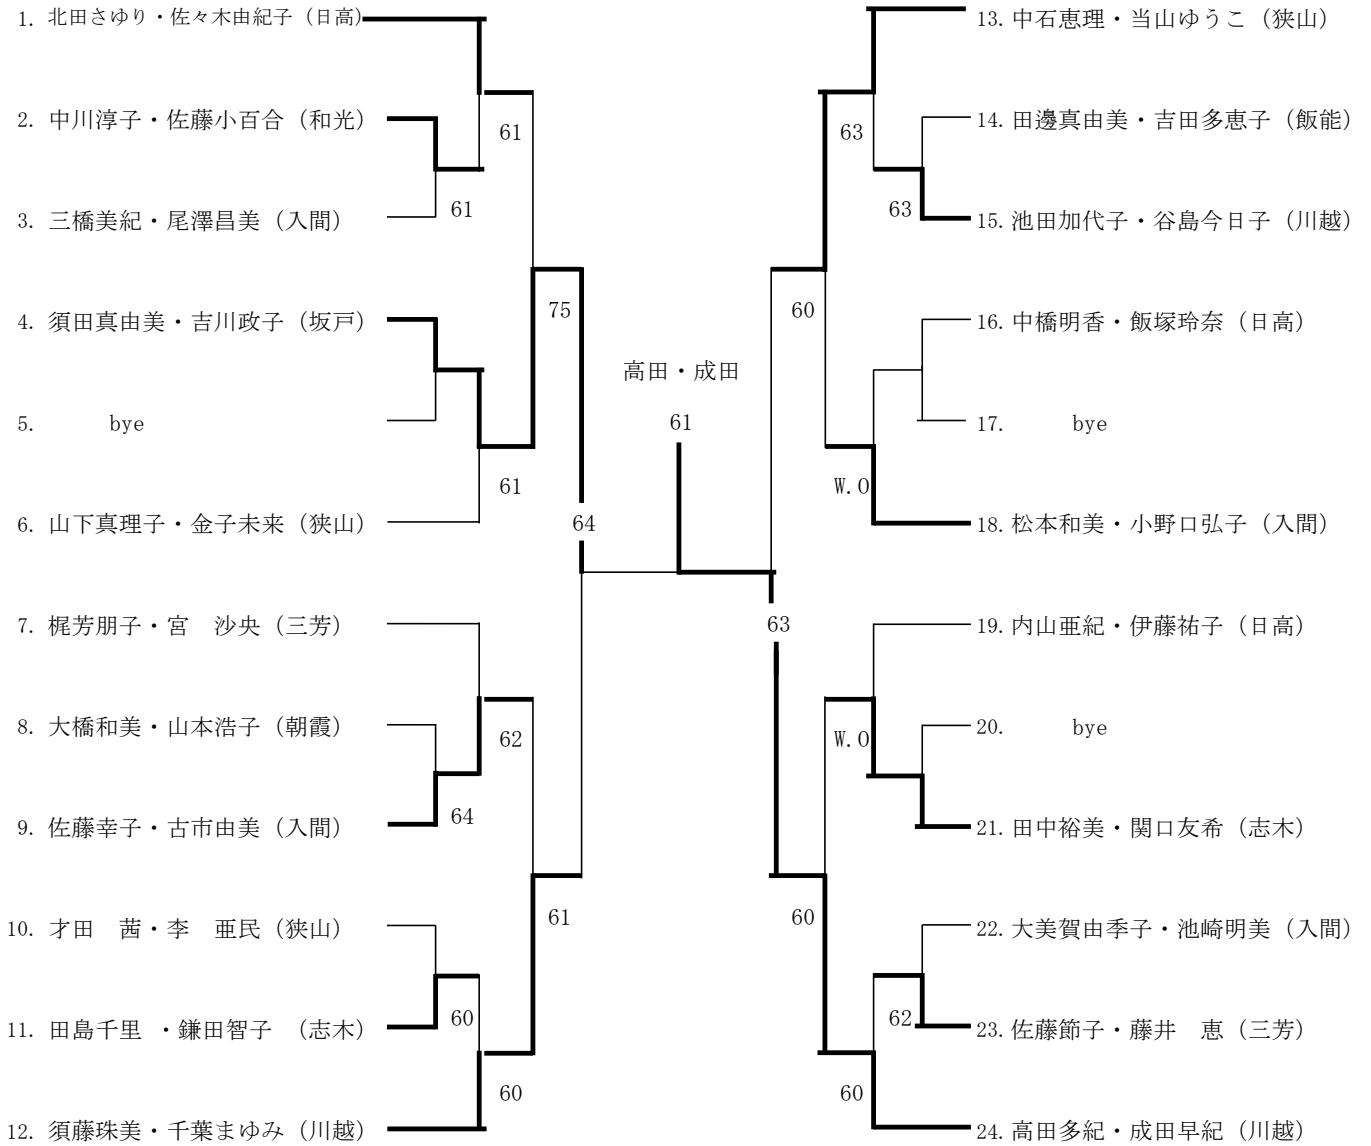 1. 北田さゆり・佐々木由紀子（日高）
2. 中川淳子・佐藤小百合（和光）
61
3. 三橋美紀・尾澤昌美（入間）
61
4. 須田真由美・吉川政子（坂戸）
75
5. bye
61
6. 山下真理子・金子未来（狭山）
64
7. 梶芳朋子・宮　沙央（三芳）
8. 大橋和美・山本浩子（朝霞）
62
9. 佐藤幸子・古市由美（入間）
64
10. 才田　茜・李　亜民（狭山）
61
11. 田島千里 ・鎌田智子 （志木）
60
12. 須藤珠美・千葉まゆみ（川越）
60
高田・成田
61
13. 中石恵理・当山ゆうこ（狭山）
63
14. 田邊真由美・吉田多恵子（飯能）
63
15. 池田加代子・谷島今日子（川越）
60
16. 中橋明香・飯塚玲奈（日高）
17. bye
W.O
18. 松本和美・小野口弘子（入間）
63
19. 内山亜紀・伊藤祐子（日高）
W.O
20. bye
21. 田中裕美・関口友希（志木）
60
22. 大美賀由季子・池崎明美（入間）
62
23. 佐藤節子・藤井　恵（三芳）
60
24. 高田多紀・成田早紀（川越）